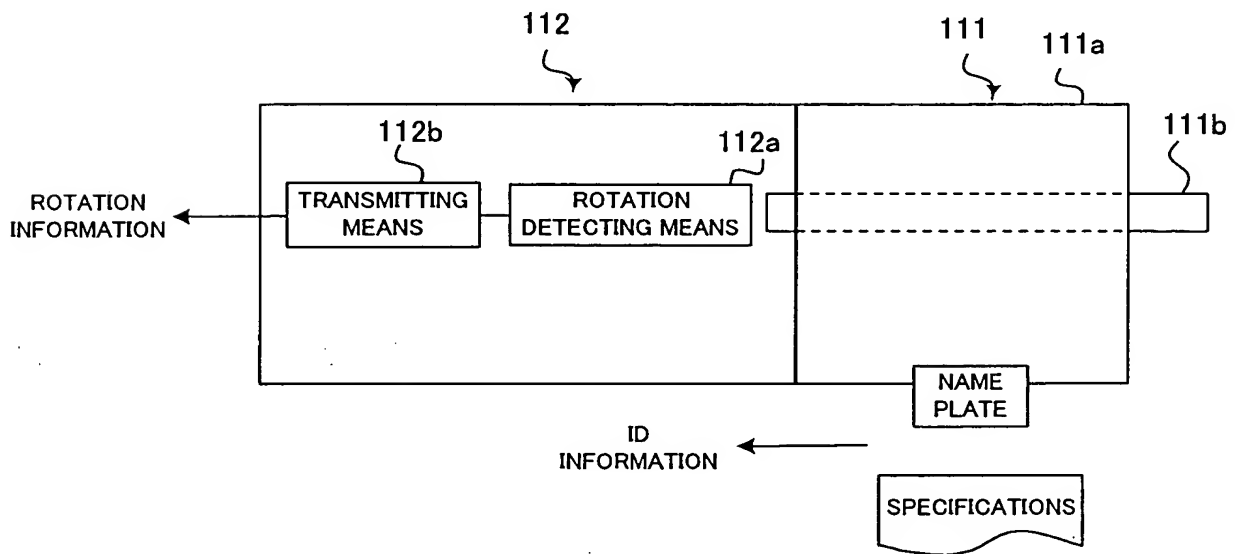 112
111
111a
112b
112a
111b
ROTATION
INFORMATION
TRANSMITTING
MEANS
ROTATION
DETECTING MEANS
NAME
PLATE
ID
INFORMATION
SPECIFICATIONS